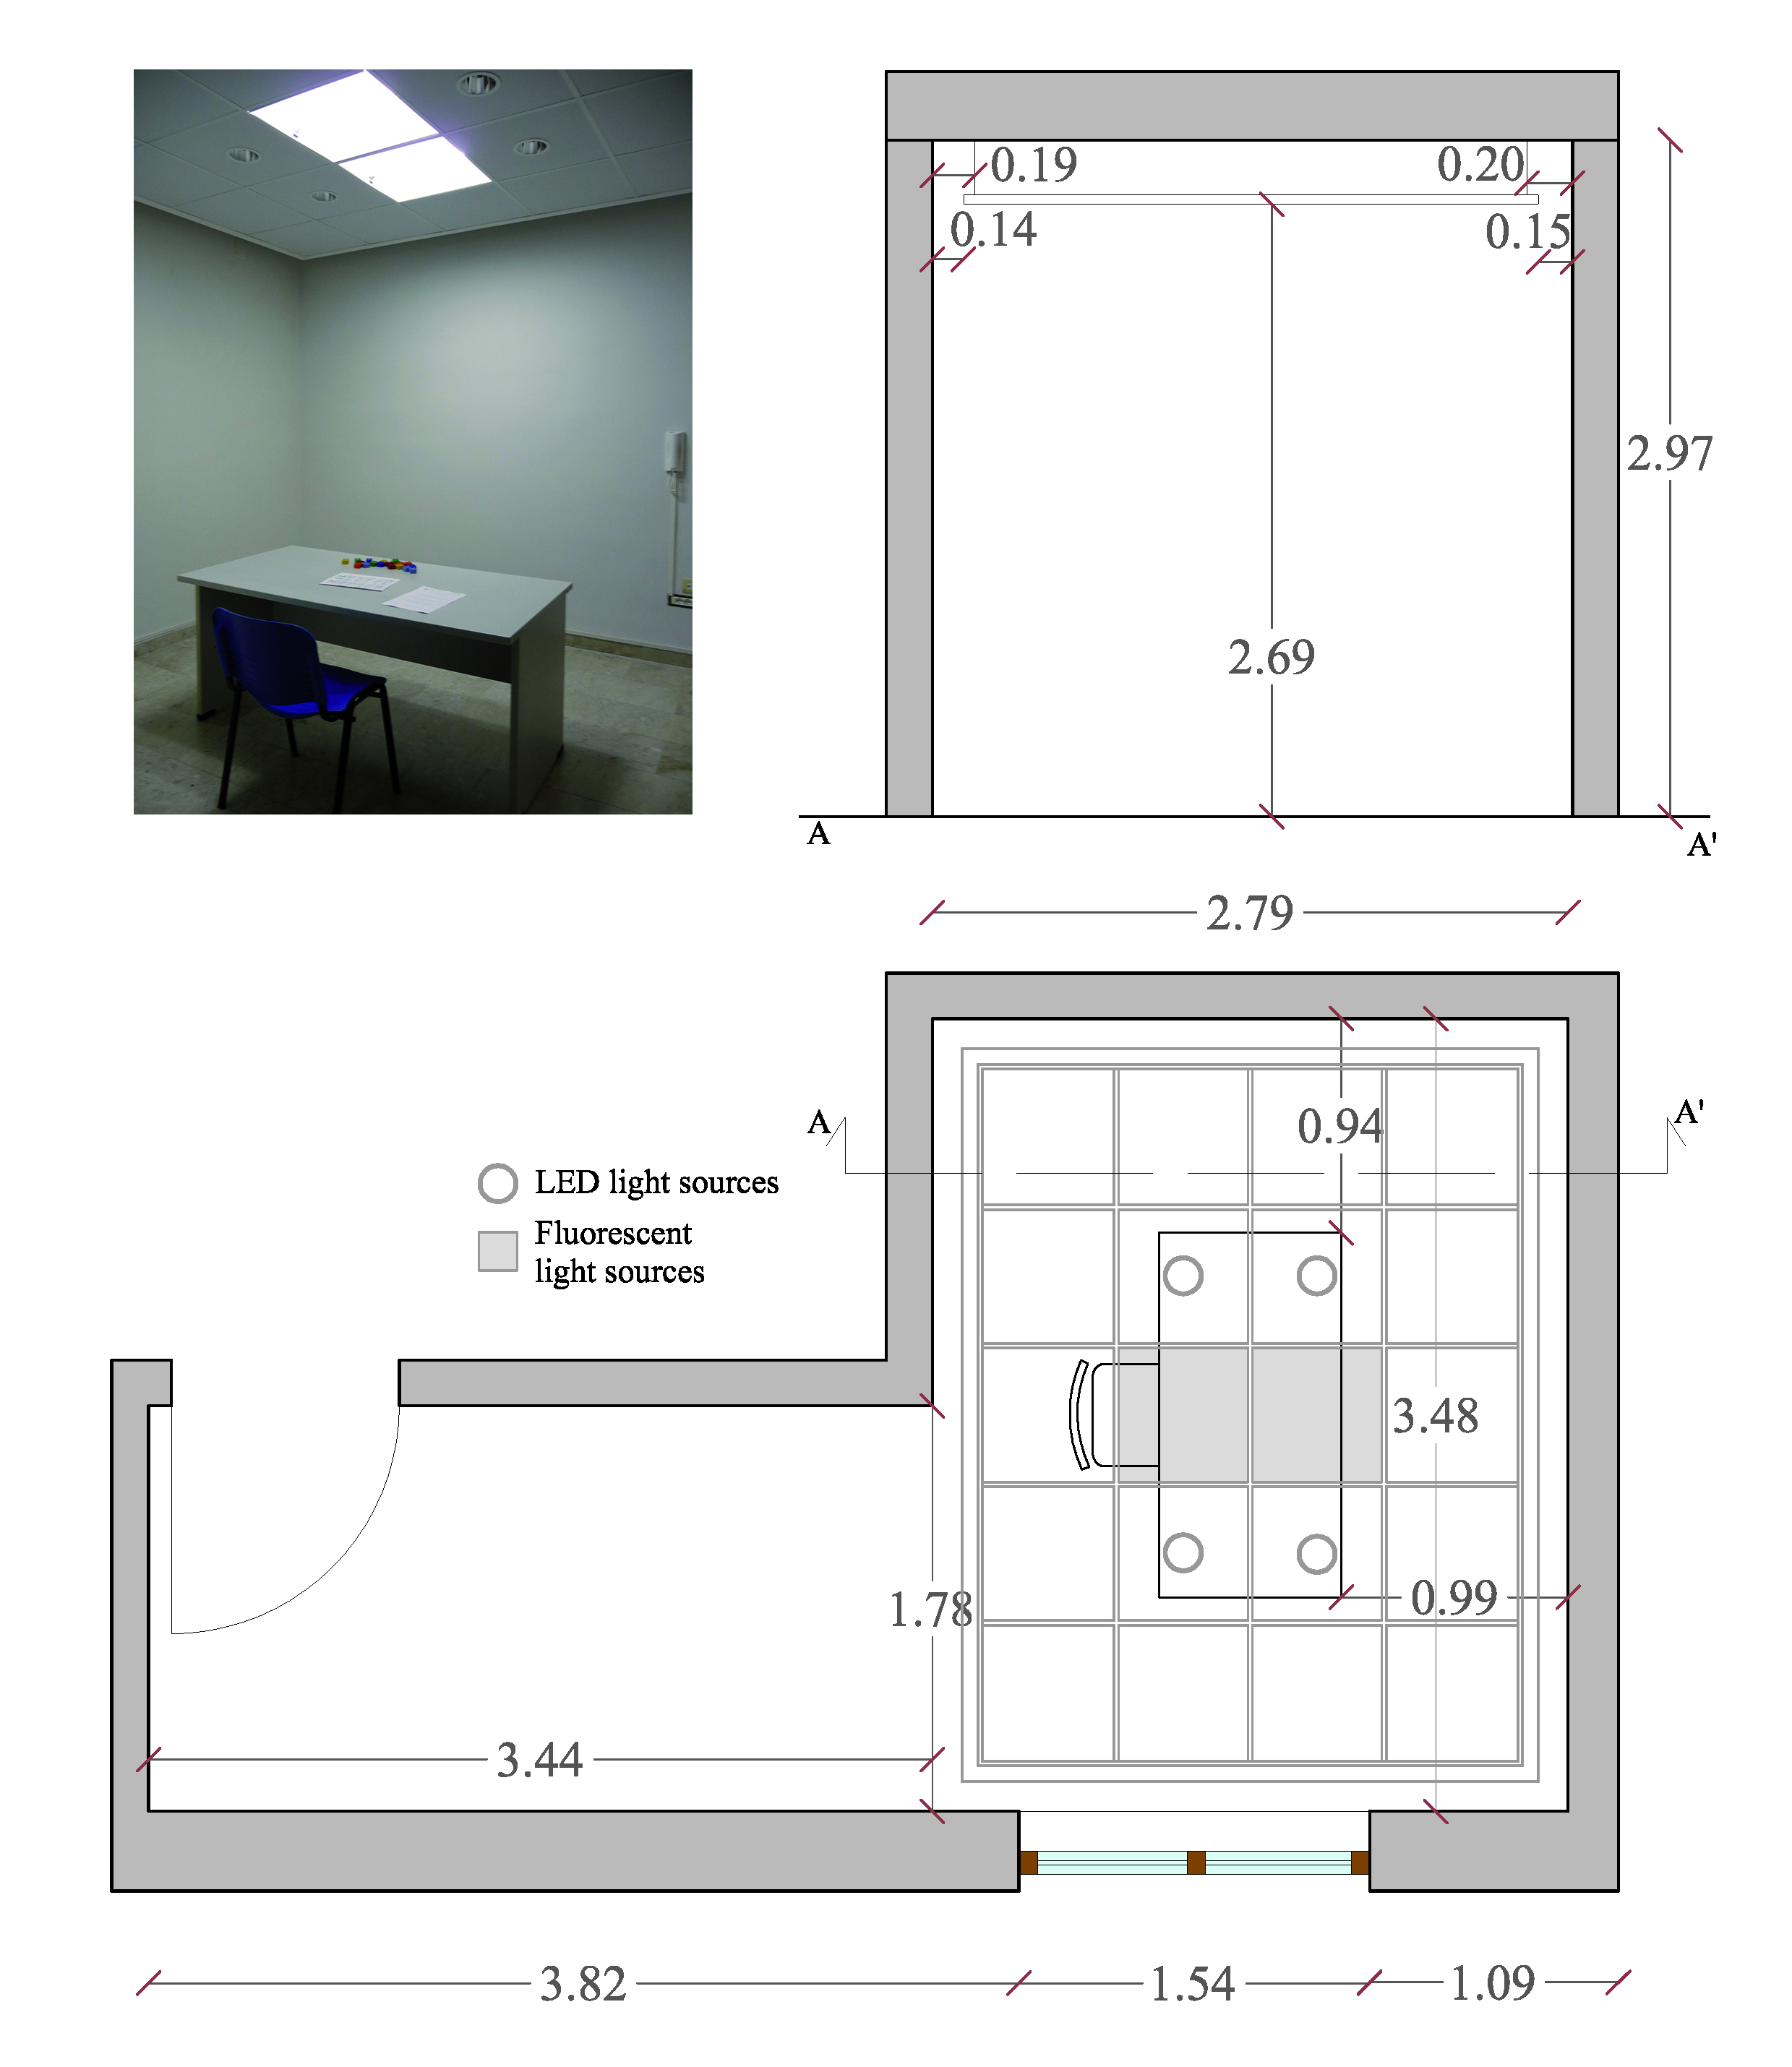 0.19
0.20
0.14
0.15
2.97
2.69
A
A'
2.79
A
A'
0.94
LED light sources
Fluorescent
light sources
3.48
0.99
1.78
3.44
3.82
1.54
1.09